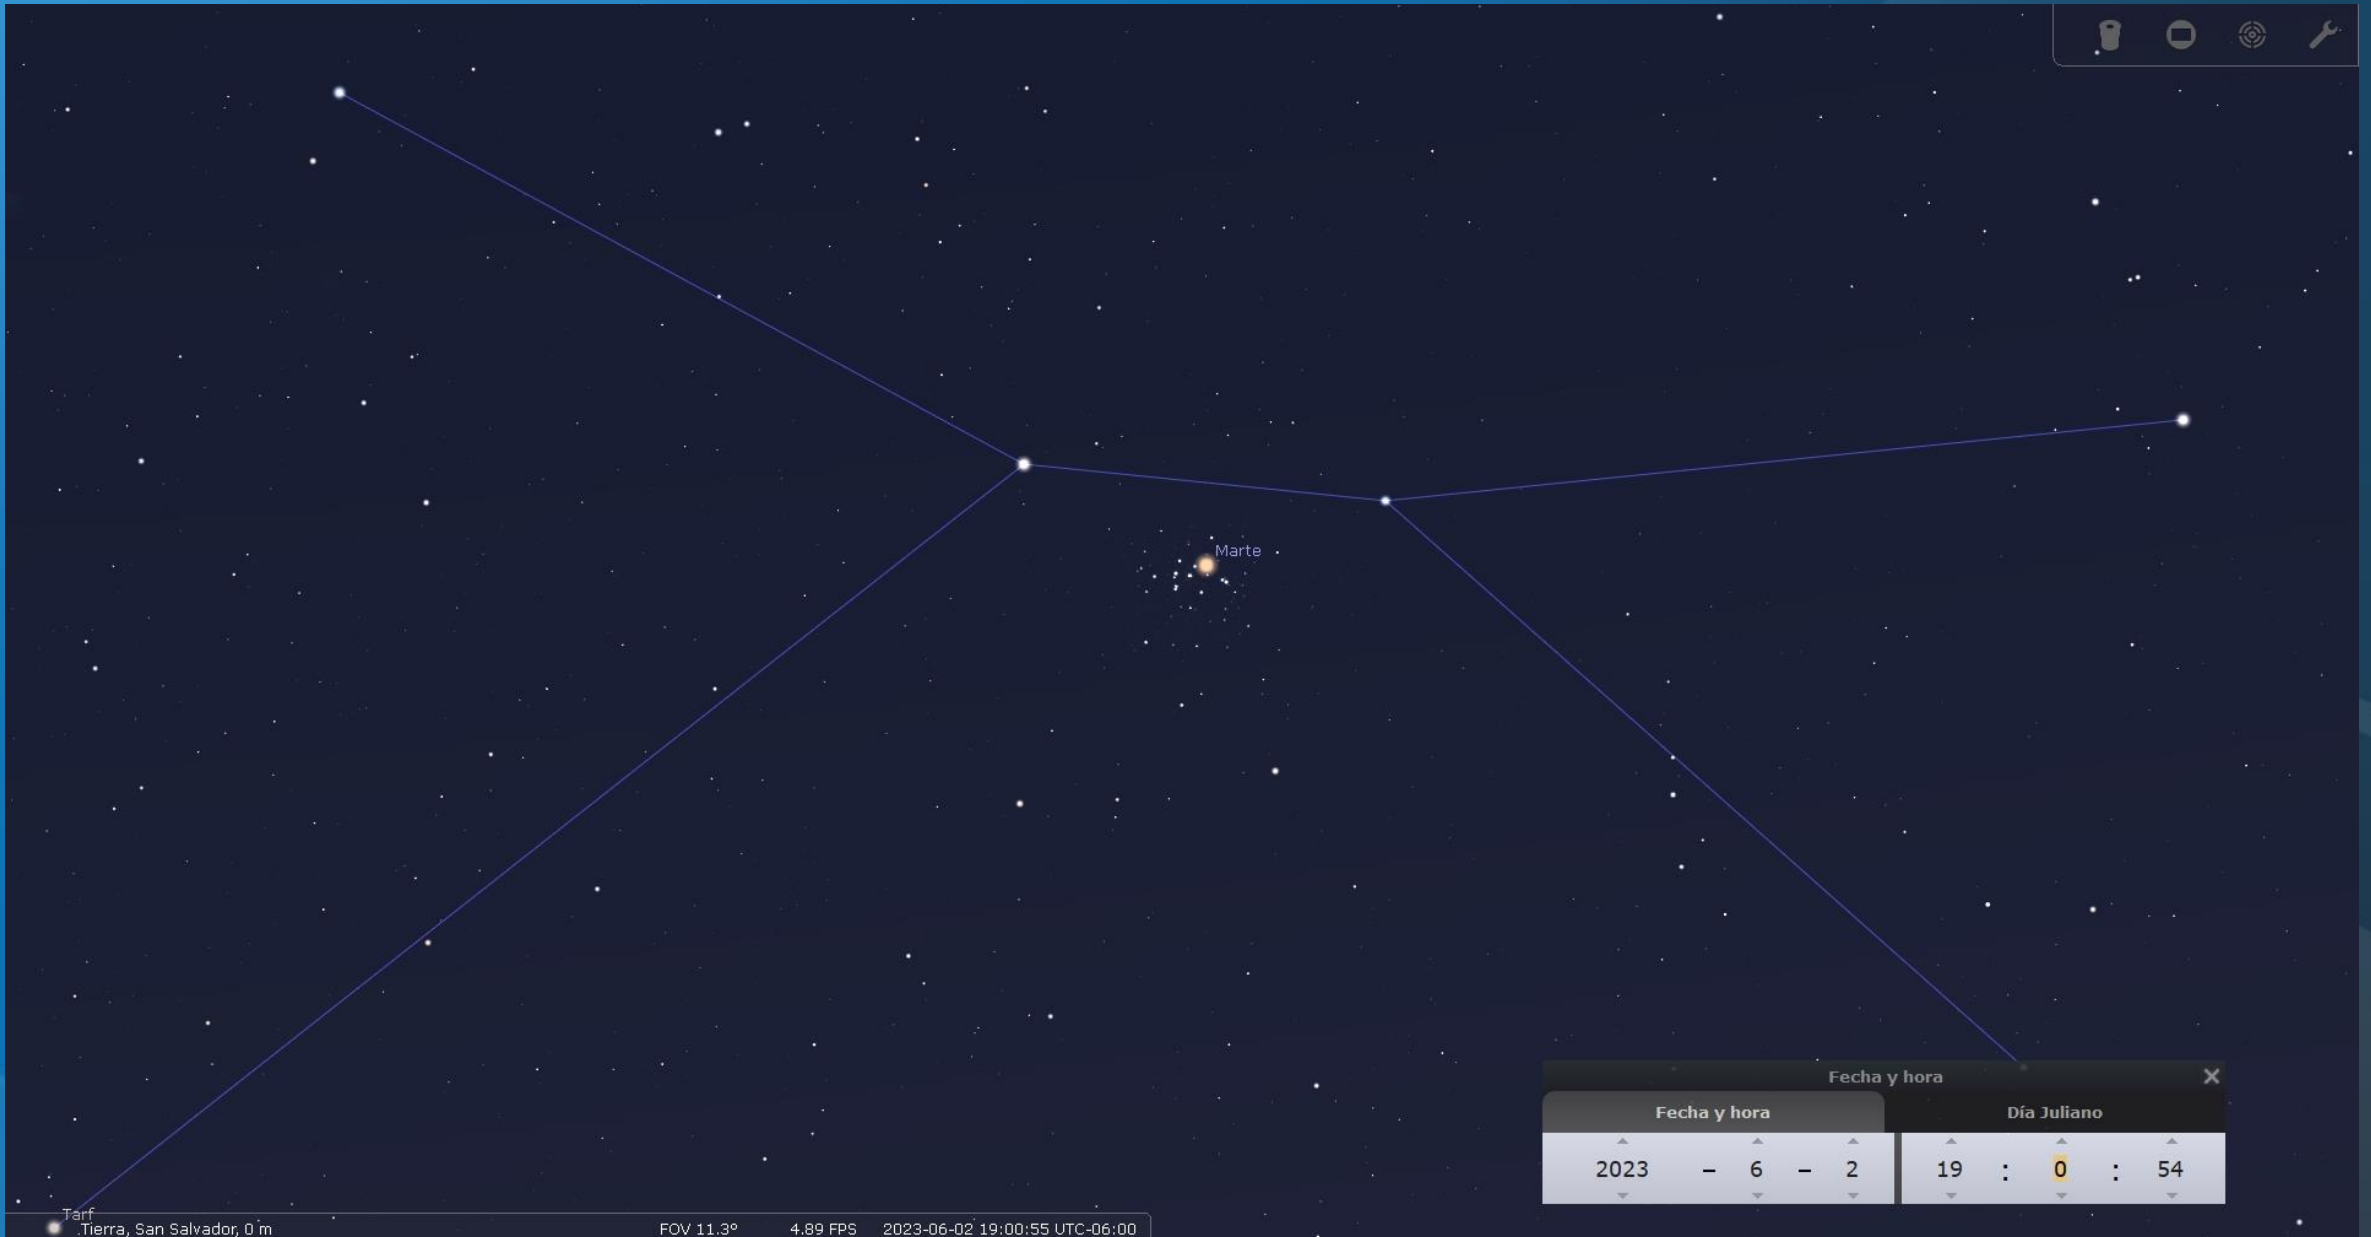 Marte
Fecha y hora
Fecha y hora
Día Juliano
2023 - 6 - 2 19 : 0 : 54
Tarf
Tierra, San Salvador, 0 m FOV 11.3° 4.89 FPS 2023-06-02 19:00:55 UTC-06:00